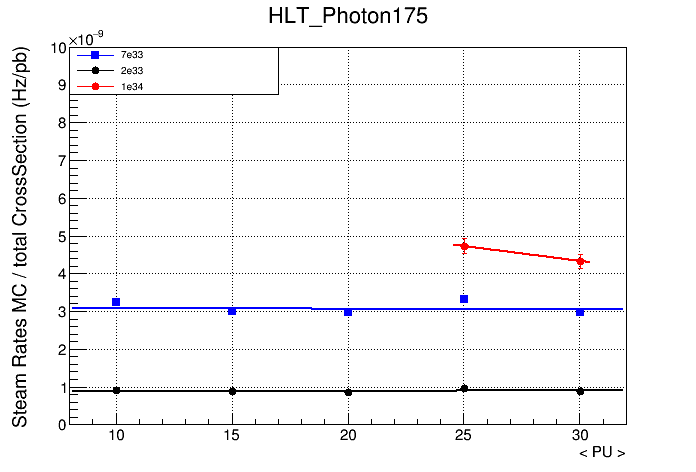 HLT_Photon175
×10⁻⁹
Steam Rates MC / total CrossSection (Hz/pb)
7e33
2e33
1e34
10
9
8
7
6
5
4
3
2
1
0
10 15 20 25 30
< PU >